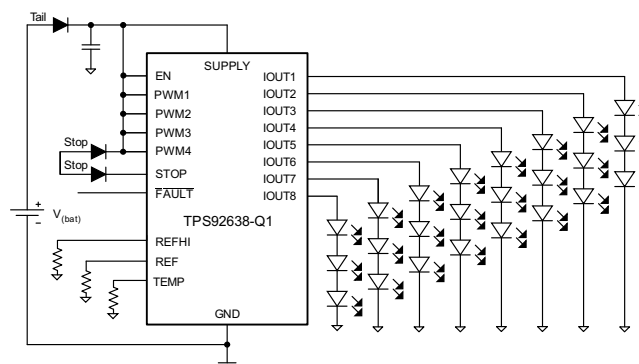 Tail
SUPPLY
EN
PWM1
PWM2
PWM3
PWM4
STOP
FAULT
Stop
Stop
TPS92638-Q1
REFHI
REF
TEMP
GND
IOUT1
IOUT2
IOUT3
IOUT4
IOUT5
IOUT6
IOUT7
IOUT8
+
V(bat)
–